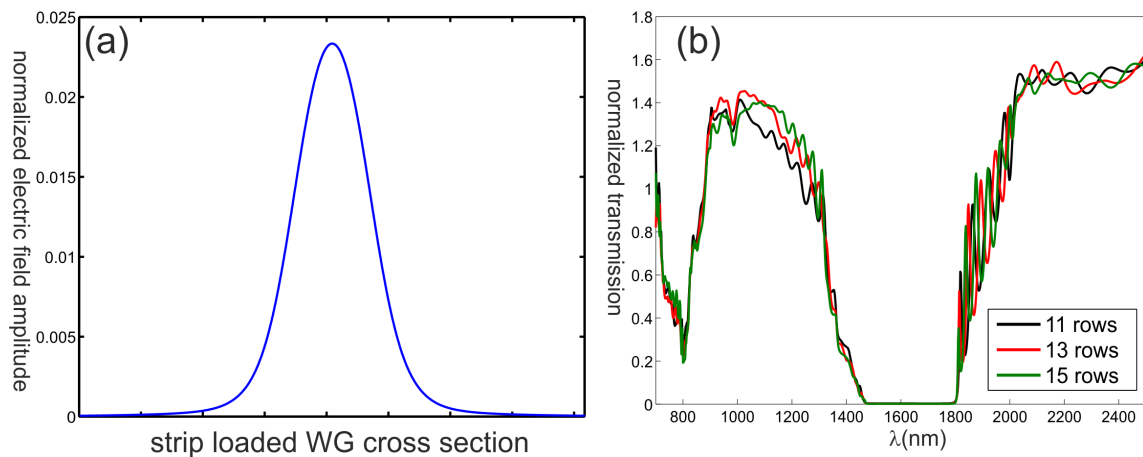 (a)
normalized electric field amplitude
0.025
0.02
0.015
0.01
0.005
0
strip loaded WG cross section
(b)
normalized transmission
1.8
1.6
1.4
1.2
1
0.8
0.6
0.4
0.2
0
800 1000 1200 1400 1600 1800 2000 2200 2400
λ(nm)
11 rows
13 rows
15 rows